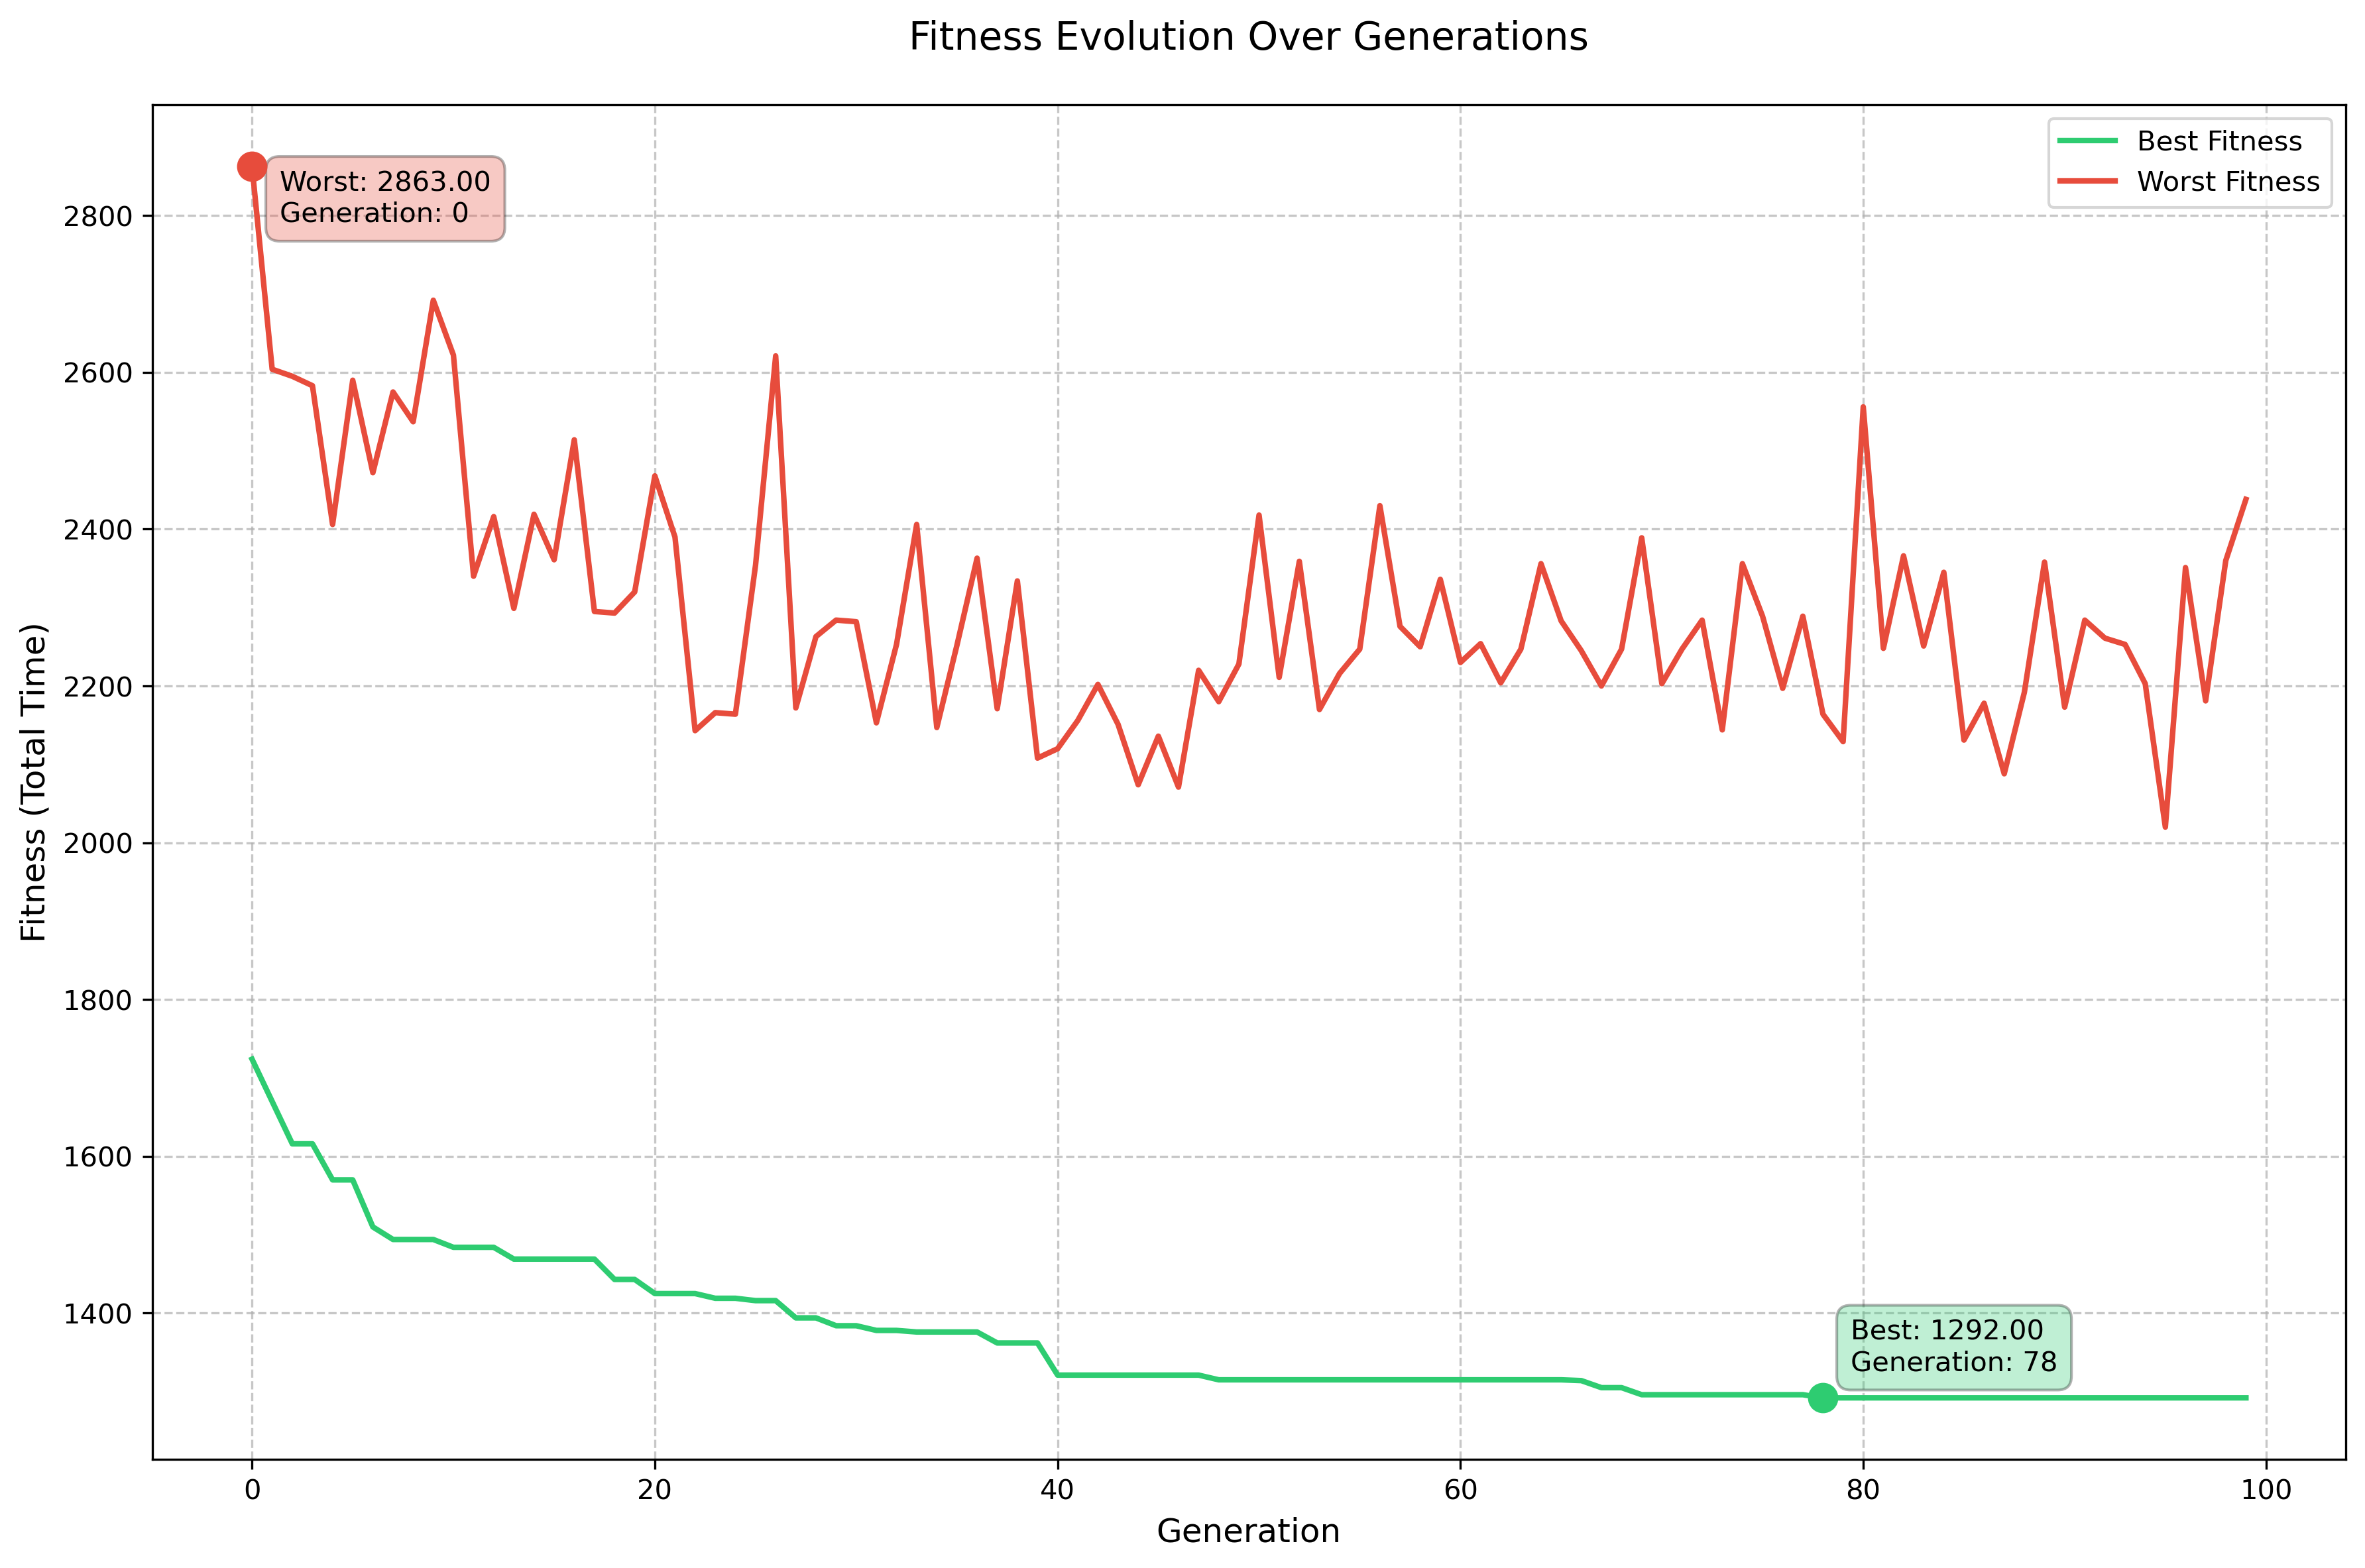 Fitness Evolution Over Generations
Best Fitness
Worst Fitness
Worst: 2863.00
Generation: 0
Best: 1292.00
Generation: 78
Fitness (Total Time)
2800
2600
2400
2200
2000
1800
1600
1400
0
20
40
60
80
100
Generation